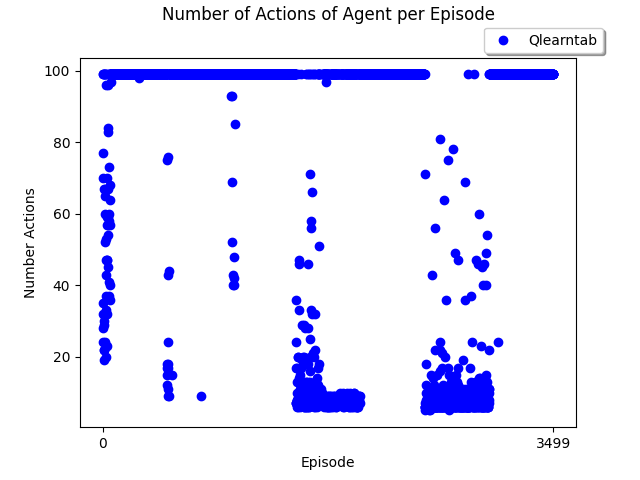 Number of Actions of Agent per Episode
Qlearntab
100
80
60
40
20
Number Actions
0
3499
Episode